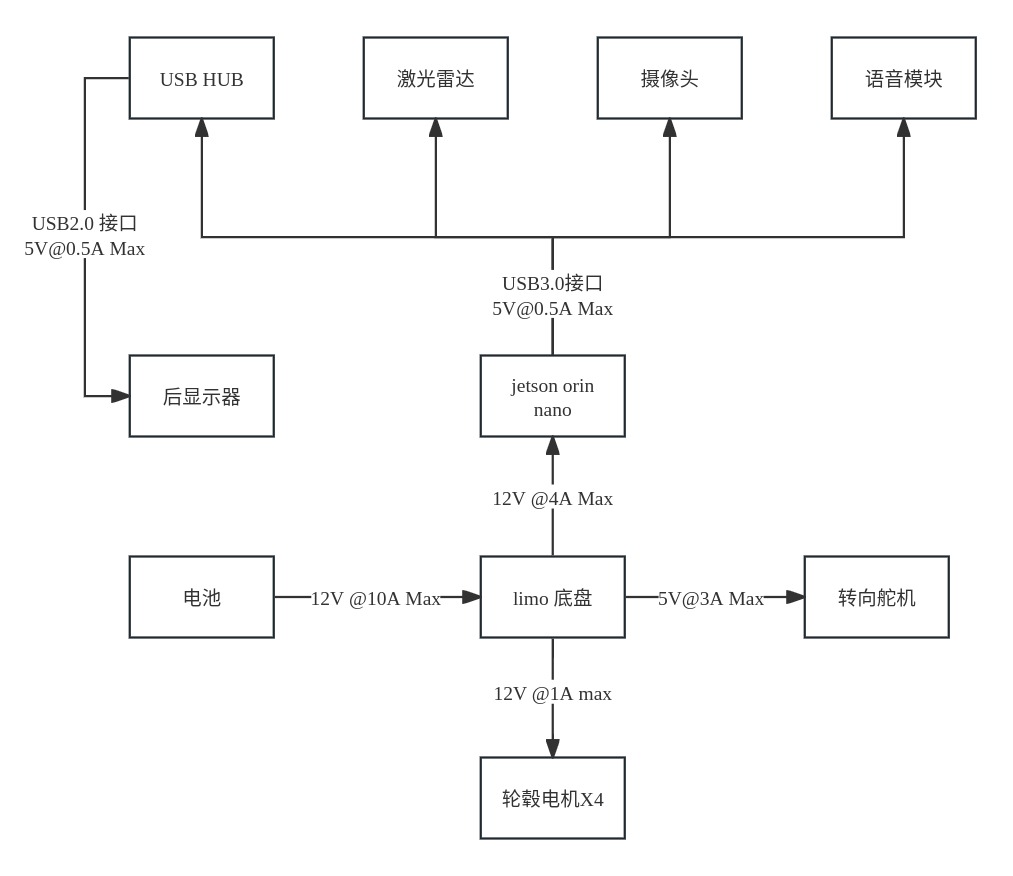 USB HUB
激光雷达
摄像头
语音模块
USB2.0 接口
5V@0.5A Max
USB3.0接口
5V@0.5A Max
后显示器
jetson orin
nano
12V @4A Max
电池
12V @10A Max
limo 底盘
5V@3A Max
转向舵机
12V @1A max
轮毂电机X4